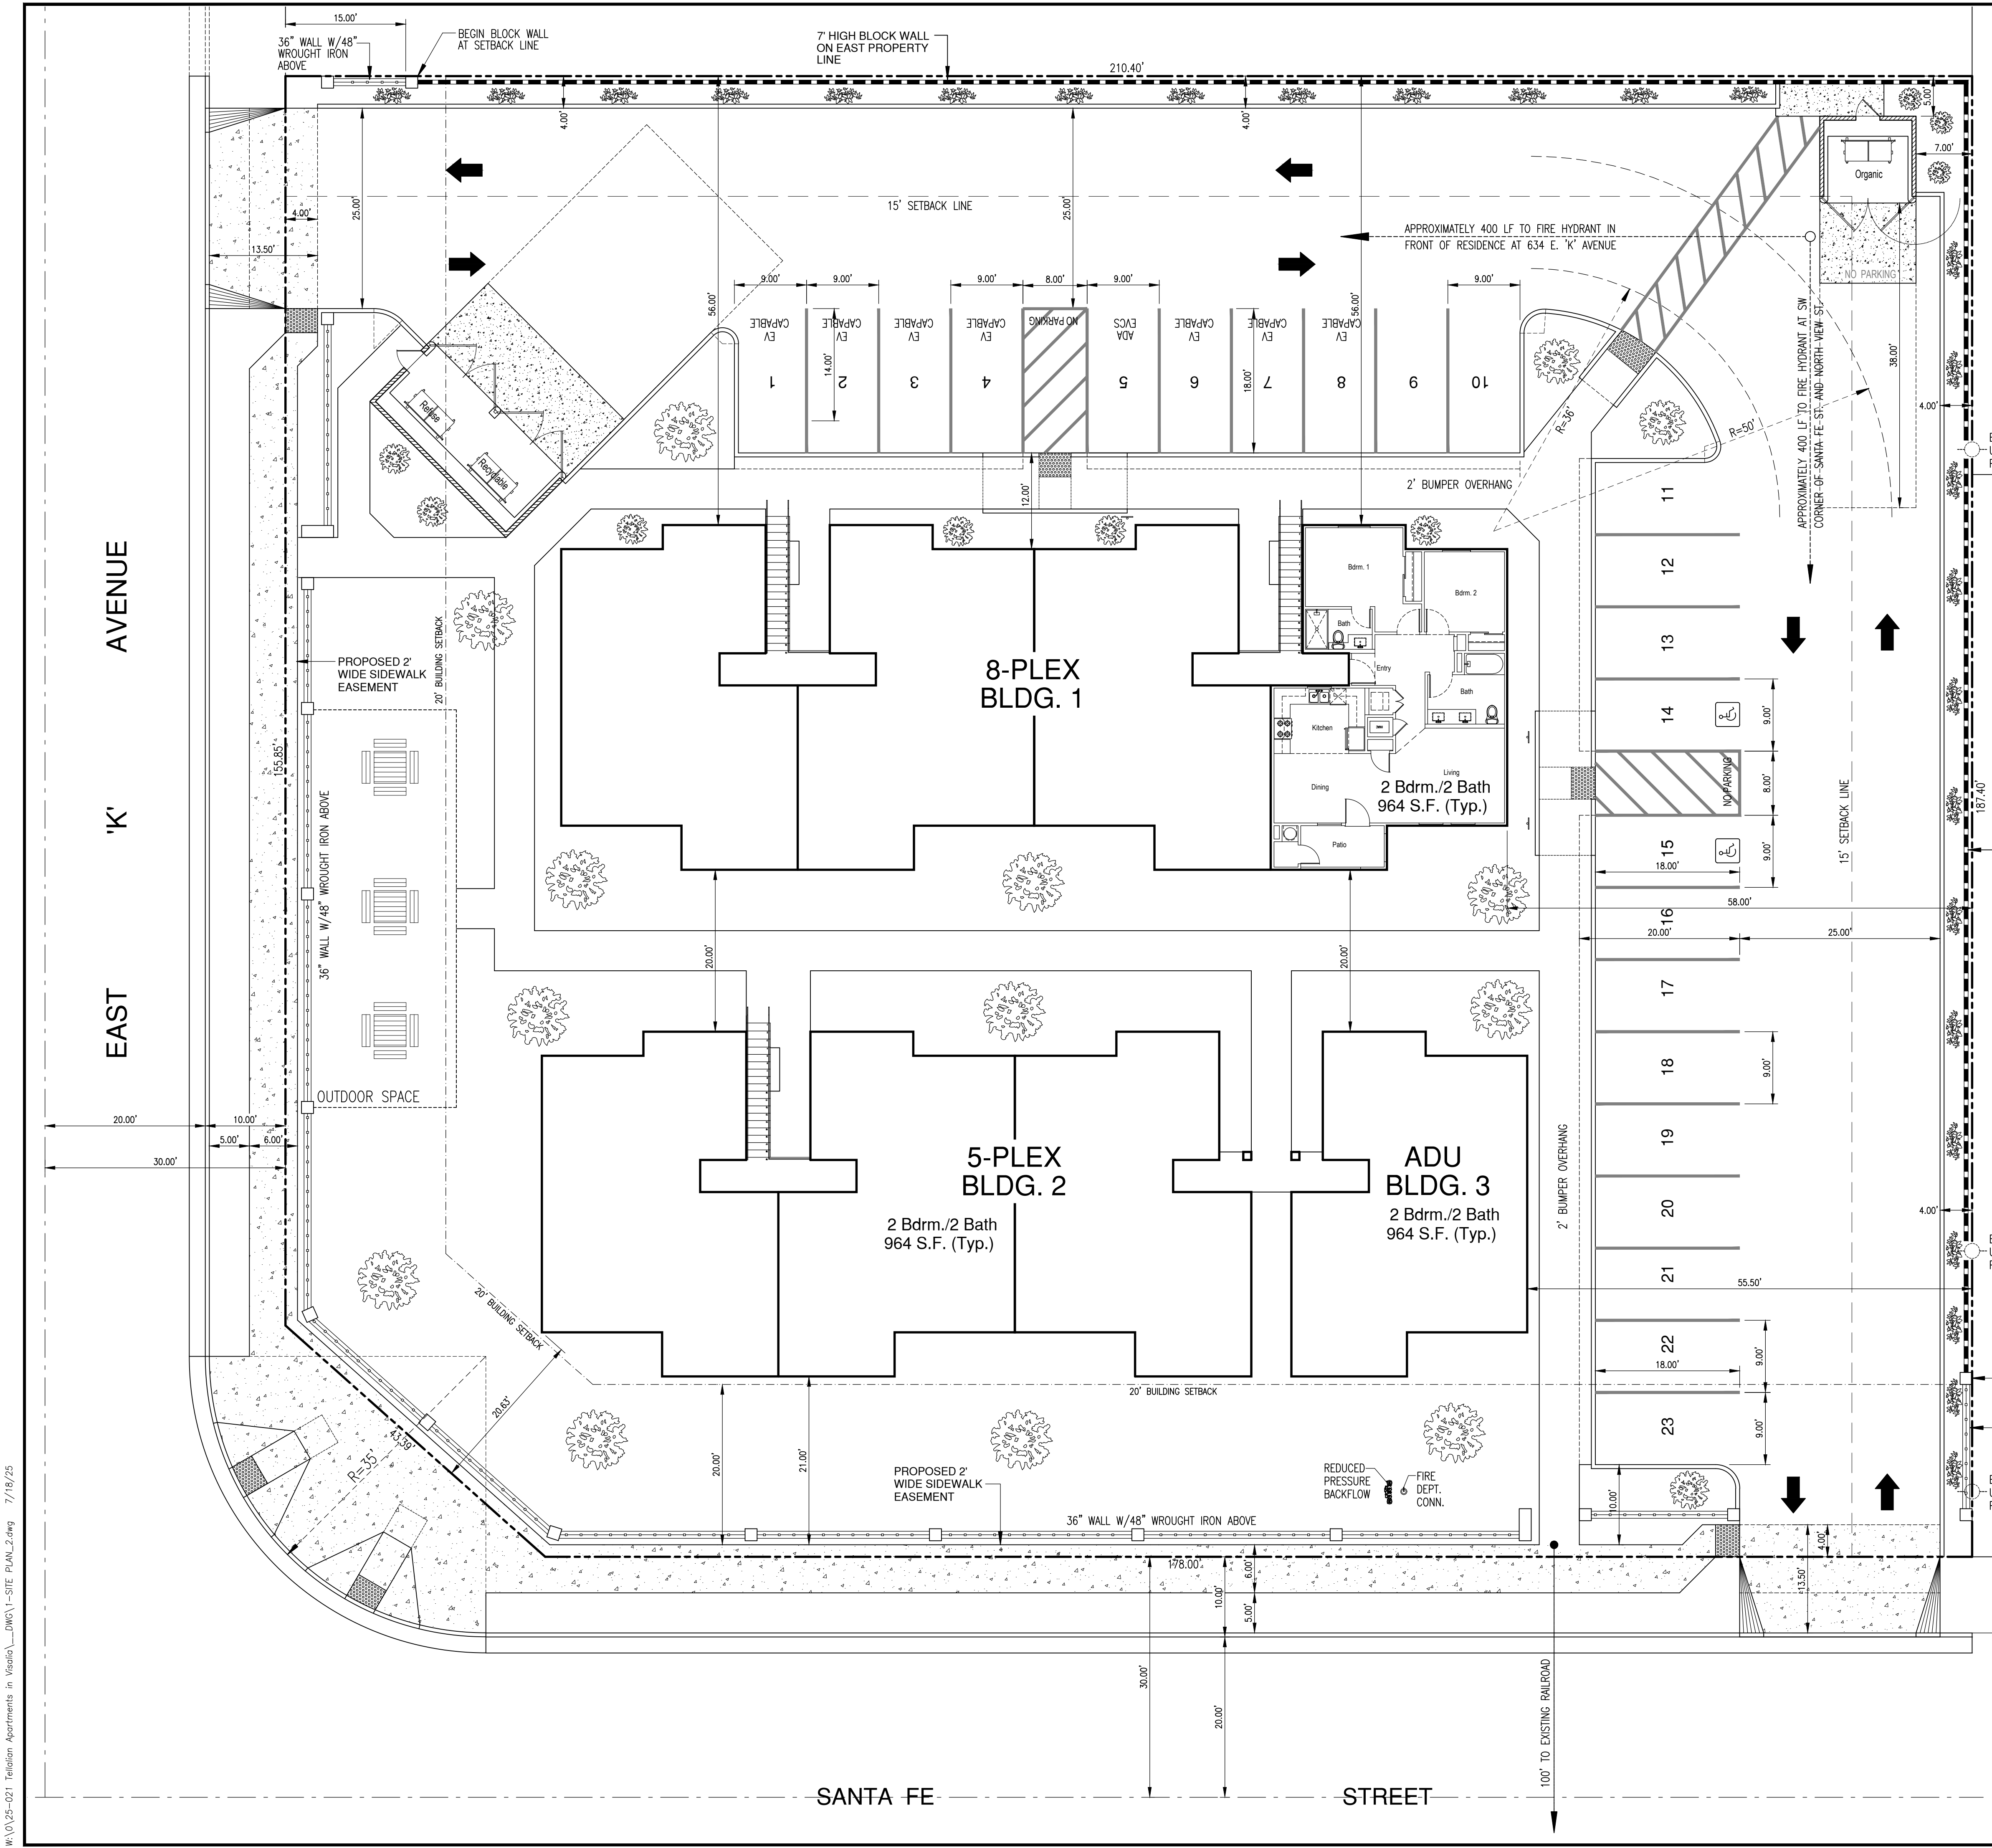 15.00'
36" WALL W/48"
WROUGHT IRON
ABOVE
BEGIN BLOCK WALL
AT SETBACK LINE
7' HIGH BLOCK WALL
ON EAST PROPERTY
LINE
210.40'
4.00'
4.00'
5.00'
7.00'
Organic
4.00'
25.00'
13.50'
15' SETBACK LINE
25.00'
APPROXIMATELY 400 LF TO FIRE HYDRANT IN
FRONT OF RESIDENCE AT 634 E. 'K' AVENUE
NO PARKING
9.00'
9.00'
9.00'
8.00'
9.00'
9.00'
56.00'
56.00'
EV
CAPABLE
EV
CAPABLE
EV
CAPABLE
EV
CAPABLE
NO PARKING
ADA
EVCS
EV
CAPABLE
EV
CAPABLE
EV
CAPABLE
14.00'
18.00'
1
2
3
4
5
6
7
8
9
10
APPROXIMATELY 400 LF TO FIRE HYDRANT AT SW
CORNER OF SANTA FE ST. AND NORTH VIEW ST.
38.00'
4.00'
R=36'
R=50'
Refuse
Recyclable
2' BUMPER OVERHANG
12.00'
11
12
13
14
15
16
17
18
19
20
21
22
23
EAST 'K' AVENUE
PROPOSED 2'
WIDE SIDEWALK
EASEMENT
20' BUILDING SETBACK
155.85'
36" WALL W/48" WROUGHT IRON ABOVE
OUTDOOR SPACE
8-PLEX
BLDG. 1
Bdrm. 1
Bdrm. 2
Bath
Entry
Bath
Kitchen
Living
Dining
2 Bdrm./2 Bath
964 S.F. (Typ.)
Patio
9.00'
8.00'
NO PARKING
9.00'
18.00'
15' SETBACK LINE
187.40'
58.00'
20.00'
25.00'
20.00'
20.00'
9.00'
20.00'
10.00'
5.00'
6.00'
30.00'
5-PLEX
BLDG. 2
2 Bdrm./2 Bath
964 S.F. (Typ.)
ADU
BLDG. 3
2 Bdrm./2 Bath
964 S.F. (Typ.)
2' BUMPER OVERHANG
4.00'
55.50'
9.00'
18.00'
9.00'
20' BUILDING SETBACK
20.63'
43.39'
R=35'
20' BUILDING SETBACK
20.00'
21.00'
PROPOSED 2'
WIDE SIDEWALK
EASEMENT
REDUCED
PRESSURE
BACKFLOW
FIRE
DEPT.
CONN.
36" WALL W/48" WROUGHT IRON ABOVE
10.00'
178.00'
6.00'
10.00'
5.00'
4.00'
13.50'
30.00'
20.00'
100' TO EXISTING RAILROAD
SANTA FE STREET
W:\0\25-021 Tellalian Apartments in Visalia\__DWG\1-SITE PLAN_2.dwg 7/18/25